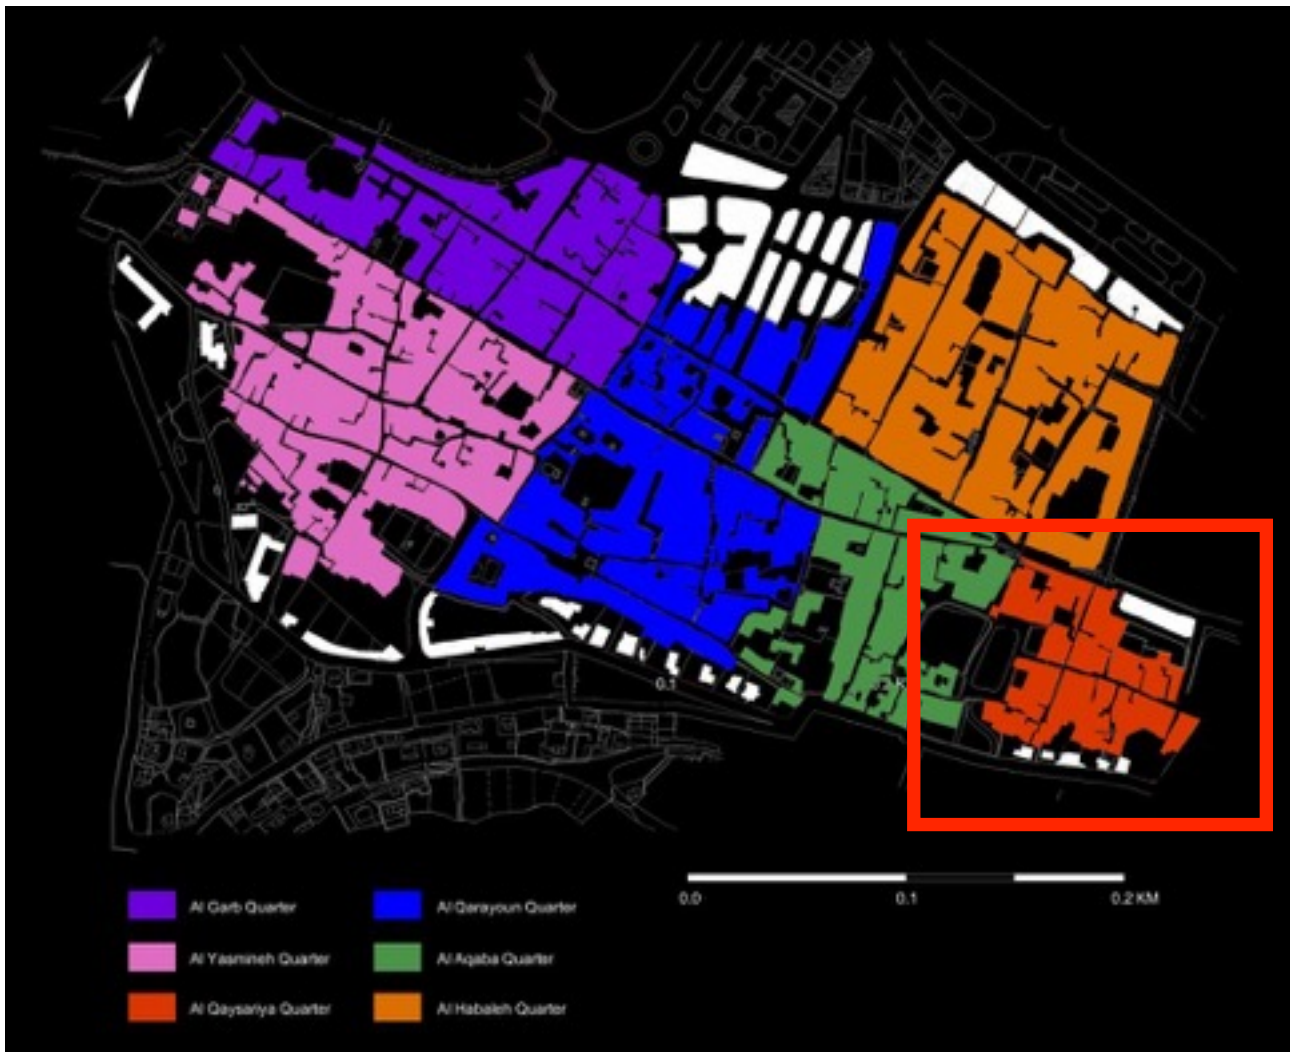 N
0.1
0.0
0.1
0.2 KM
Al Garb Quarter
Al Qarayoun Quarter
Al Yasmineh Quarter
Al Aqaba Quarter
Al Qaysariya Quarter
Al Habaleh Quarter